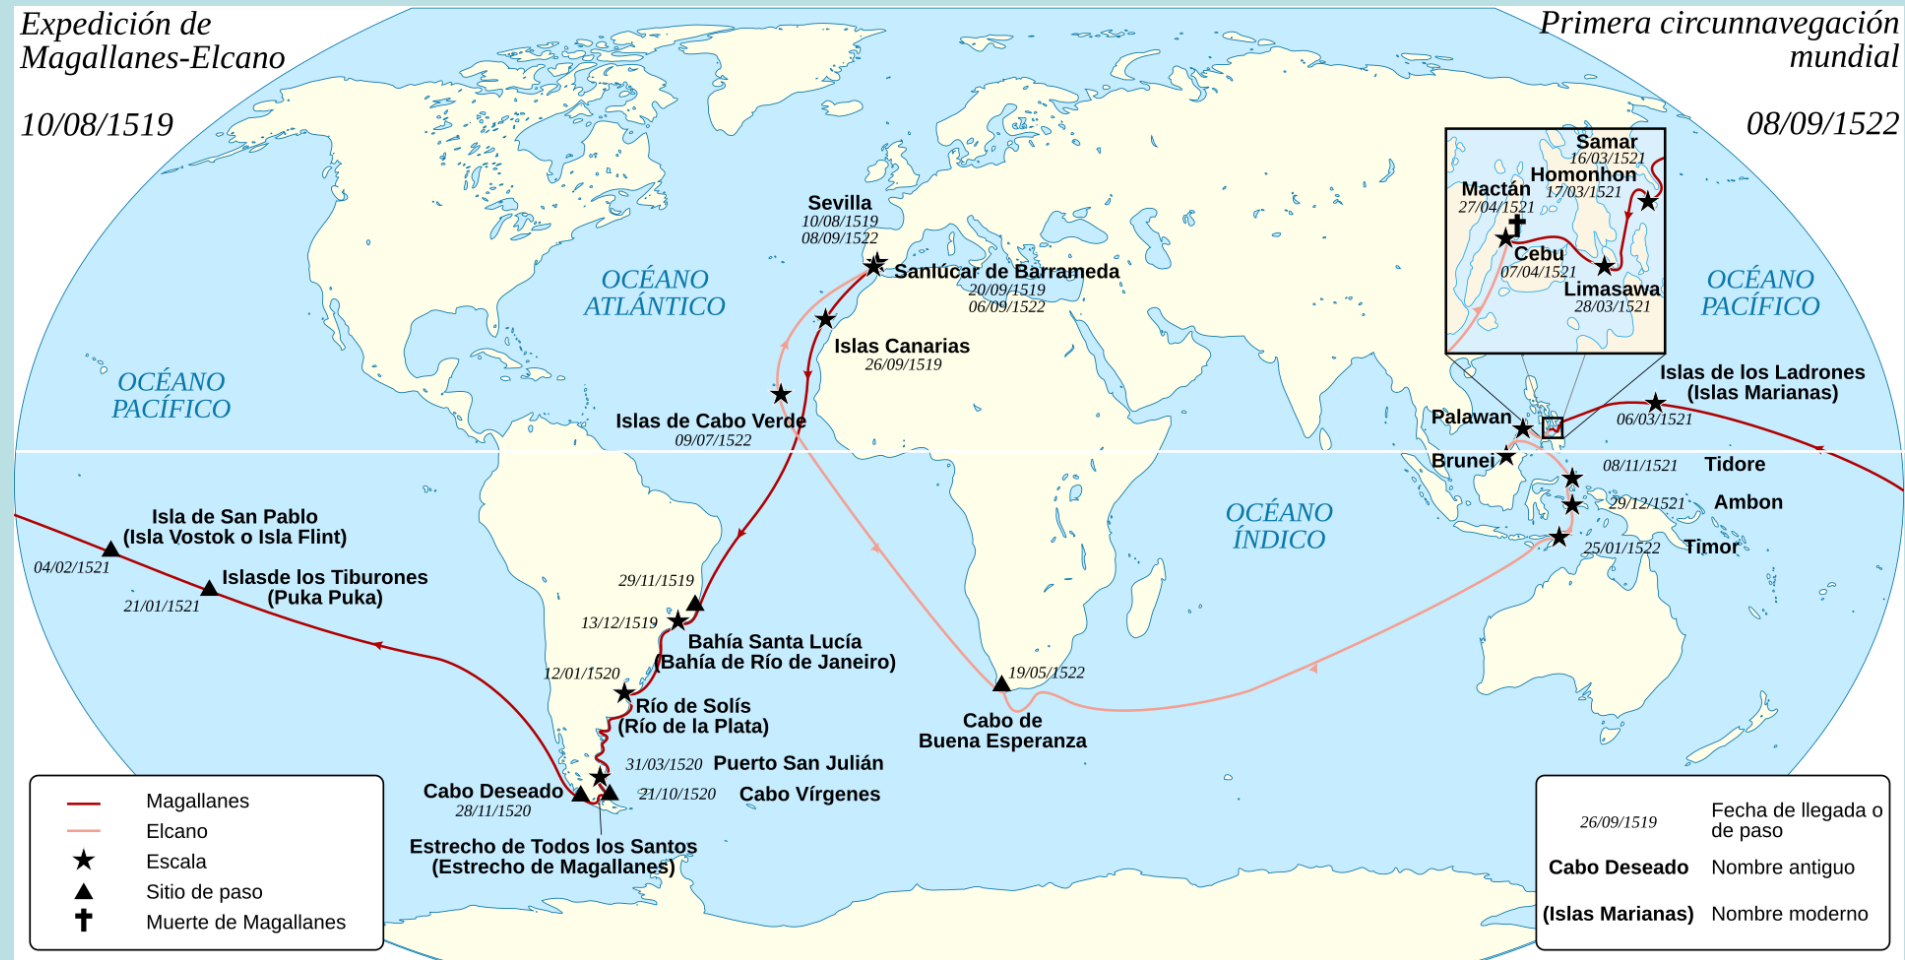 Expedición de
Magallanes-Elcano
10/08/1519
Primera circunnavegación
mundial
08/09/1522
Samar
16/03/1521
Homonhon
17/03/1521
Mactán
27/04/1521
Cebu
07/04/1521
Limasawa
28/03/1521
Sevilla
10/08/1519
08/09/1522
Sanlúcar de Barrameda
20/09/1519
06/09/1522
OCÉANO
ATLÁNTICO
OCÉANO
PACÍFICO
Islas Canarias
26/09/1519
OCÉANO
PACÍFICO
Islas de los Ladrones
(Islas Marianas)
06/03/1521
Islas de Cabo Verde
09/07/1522
Palawan
Brunei
08/11/1521 Tidore
29/12/1521 Ambon
25/01/1522 Timor
OCÉANO
ÍNDICO
Isla de San Pablo
(Isla Vostok o Isla Flint)
04/02/1521
Islasde los Tiburones
(Puka Puka)
21/01/1521
29/11/1519
13/12/1519
Bahía Santa Lucía
(Bahía de Río de Janeiro)
12/01/1520
Río de Solís
(Río de la Plata)
19/05/1522
Cabo de
Buena Esperanza
31/03/1520 Puerto San Julián
21/10/1520 Cabo Vírgenes
Cabo Deseado
28/11/1520
Estrecho de Todos los Santos
(Estrecho de Magallanes)
Magallanes
Elcano
Escala
Sitio de paso
Muerte de Magallanes
26/09/1519 Fecha de llegada o
de paso
Cabo Deseado Nombre antiguo
(Islas Marianas) Nombre moderno